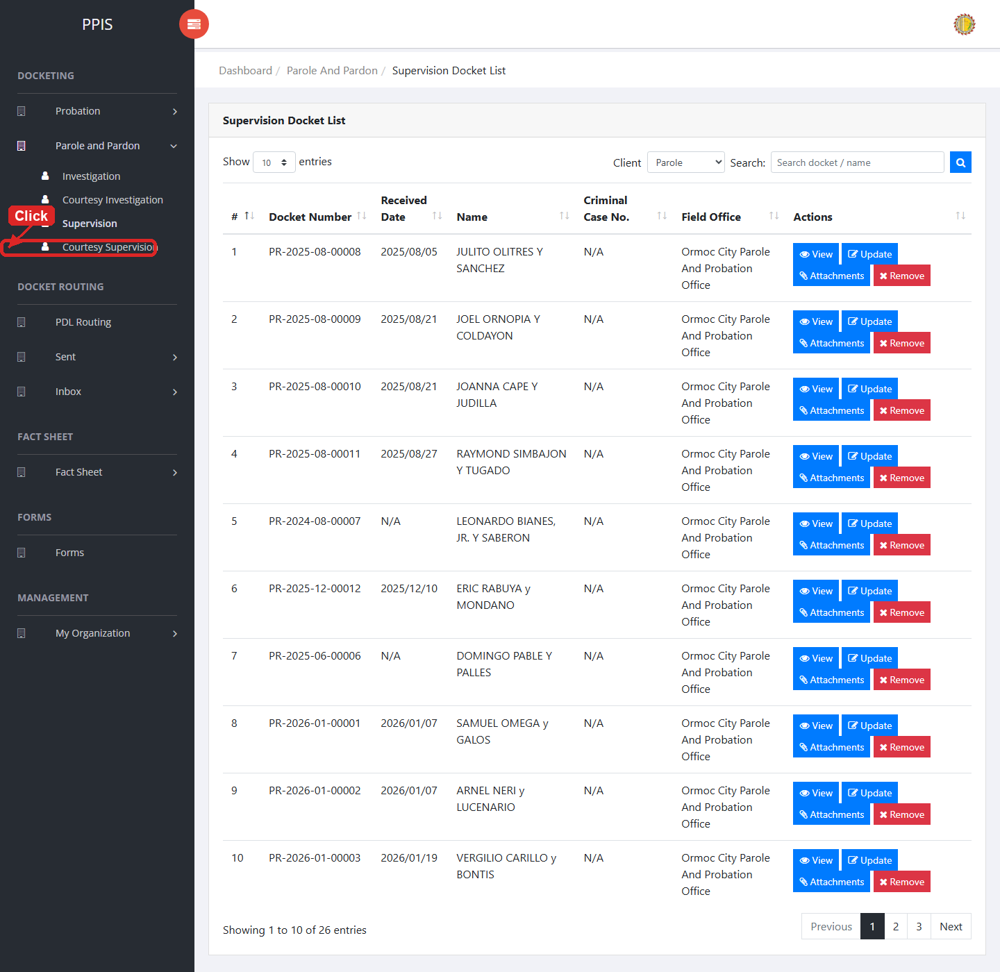 PPIS
DOCKETING
Probation
Parole and Pardon
Investigation
Courtesy Investigation
Click
Supervision
Courtesy Supervision
DOCKET ROUTING
PDL Routing
Sent
Inbox
FACT SHEET
Fact Sheet
FORMS
Forms
MANAGEMENT
My Organization
Dashboard / Parole And Pardon / Supervision Docket List
Supervision Docket List
Show 10 entries
Client Parole Search: Search docket / name
# Docket Number Received Date Name Criminal Case No. Field Office Actions
1 PR-2025-08-00008 2025/08/05 JULITO OLITRES Y N/A Ormoc City Parole View Update
SANCHEZ And Probation Attachments Remove
Office
2 PR-2025-08-00009 2025/08/21 JOEL ORNOPIA Y N/A Ormoc City Parole View Update
COLDAYON And Probation Attachments Remove
Office
3 PR-2025-08-00010 2025/08/21 JOANNA CAPE Y N/A Ormoc City Parole View Update
JUDILLA And Probation Attachments Remove
Office
4 PR-2025-08-00011 2025/08/27 RAYMOND SIMBAJON N/A Ormoc City Parole View Update
Y TUGADO And Probation Attachments Remove
Office
5 PR-2024-08-00007 N/A LEONARDO BIANES, N/A Ormoc City Parole View Update
JR. Y SABERON And Probation Attachments Remove
Office
6 PR-2025-12-00012 2025/12/10 ERIC RABUYA y N/A Ormoc City Parole View Update
MONDANO And Probation Attachments Remove
Office
7 PR-2025-06-00006 N/A DOMINGO PABLE Y N/A Ormoc City Parole View Update
PALLES And Probation Attachments Remove
Office
8 PR-2026-01-00001 2026/01/07 SAMUEL OMEGA y N/A Ormoc City Parole View Update
GALOS And Probation Attachments Remove
Office
9 PR-2026-01-00002 2026/01/07 ARNEL NERI y N/A Ormoc City Parole View Update
LUCENARIO And Probation Attachments Remove
Office
10 PR-2026-01-00003 2026/01/19 VERGILIO CARILLO y N/A Ormoc City Parole View Update
BONTIS And Probation Attachments Remove
Office
Showing 1 to 10 of 26 entries
Previous 1 2 3 Next